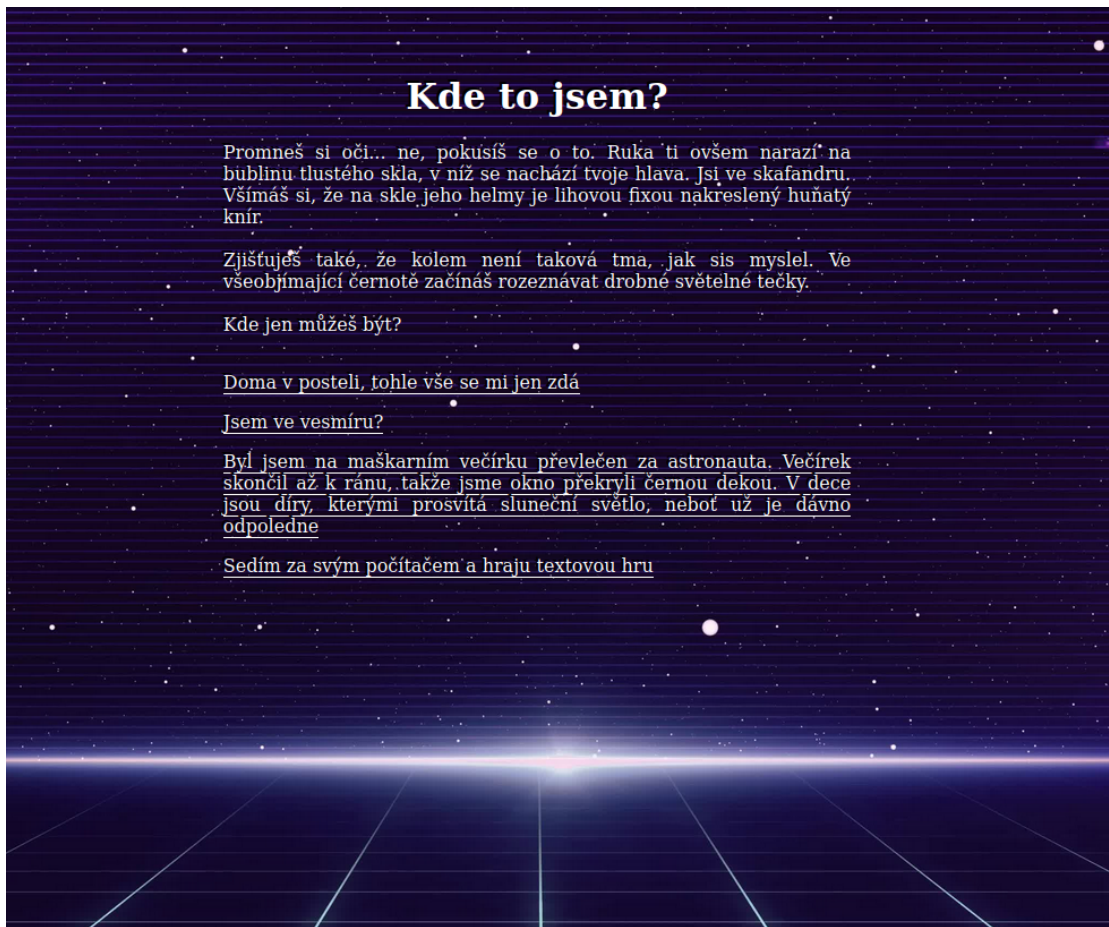 Kde to jsem?
Promneš si oči... ne, pokusíš se o to. Ruka ti ovšem narazí na
bublinu tlustého skla, v níž se nachází tvoje hlava. Jsi ve skafandru.
Všímáš si, že na skle jeho helmy je lihovou fixou nakreslený huňatý
knír.
Zjišťuješ také, že kolem není taková tma, jak sis myslel. Ve
všeobjímající černotě začínáš rozeznávat drobné světelné tečky.
Kde jen můžeš být?
Doma v posteli, tohle vše se mi jen zdá
Jsem ve vesmíru?
Byl jsem na maškarním večírku převlečen za astronauta. Večírek
skončil až k ránu, takže jsme okno překryli černou dekou. V dece
jsou díry, kterými prosvítá sluneční světlo, neboť už je dávno
odpoledne
Sedím za svým počítačem a hraju textovou hru